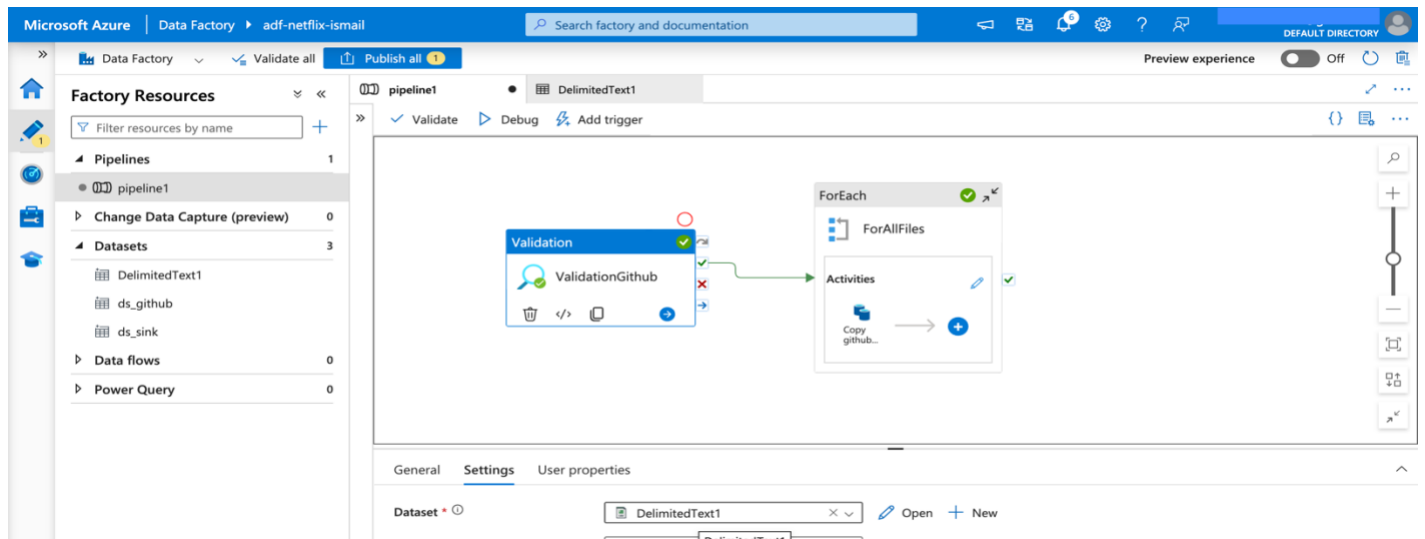 Microsoft Azure | Data Factory ▸ adf-netflix-ismail
Search factory and documentation
6
DEFAULT DIRECTORY
Data Factory
Validate all
Publish all 1
Preview experience
Off
1
Factory Resources
Filter resources by name
Pipelines 1
pipeline1
Change Data Capture (preview) 0
Datasets 3
DelimitedText1
ds_github
ds_sink
Data flows 0
Power Query 0
pipeline1
DelimitedText1
Validate
Debug
Add trigger
{}
Validation
ValidationGithub
</>
ForEach
ForAllFiles
Activities
Copy
github...
General
Settings
User properties
Dataset *
DelimitedText1
Open
New